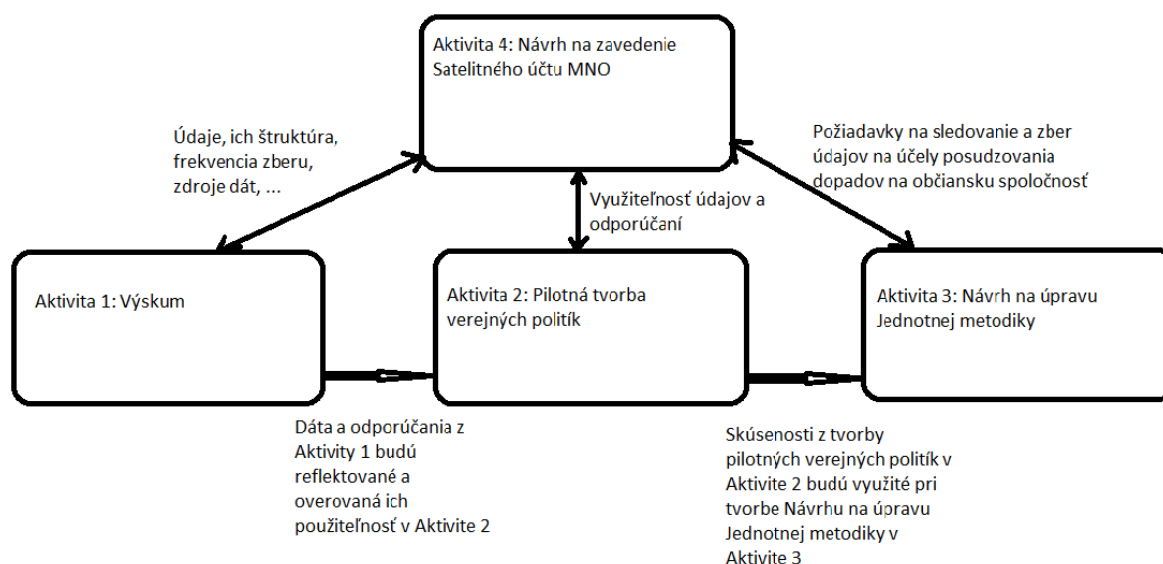 Aktivita 4: Návrh na zavedenie
Satelitného účtu MNO
Údaje, ich štruktúra,
frekvencia zberu,
zdroje dát, ...
Požiadavky na sledovanie a zber
údajov na účely posudzovania
dopadov na občiansku spoločnosť
Využiteľnosť údajov a
odporúčaní
Aktivita 1: Výskum
Aktivita 2: Pilotná tvorba
verejných politík
Aktivita 3: Návrh na úpravu
Jednotnej metodiky
Dáta a odporúčania z
Aktivity 1 budú
reflektované a
overovaná ich
použiteľnosť v Aktivite 2
Skúsenosti z tvorby
pilotných verejných politík v
Aktivite 2 budú využité pri
tvorbe Návrhu na úpravu
Jednotnej metodiky v
Aktivite 3